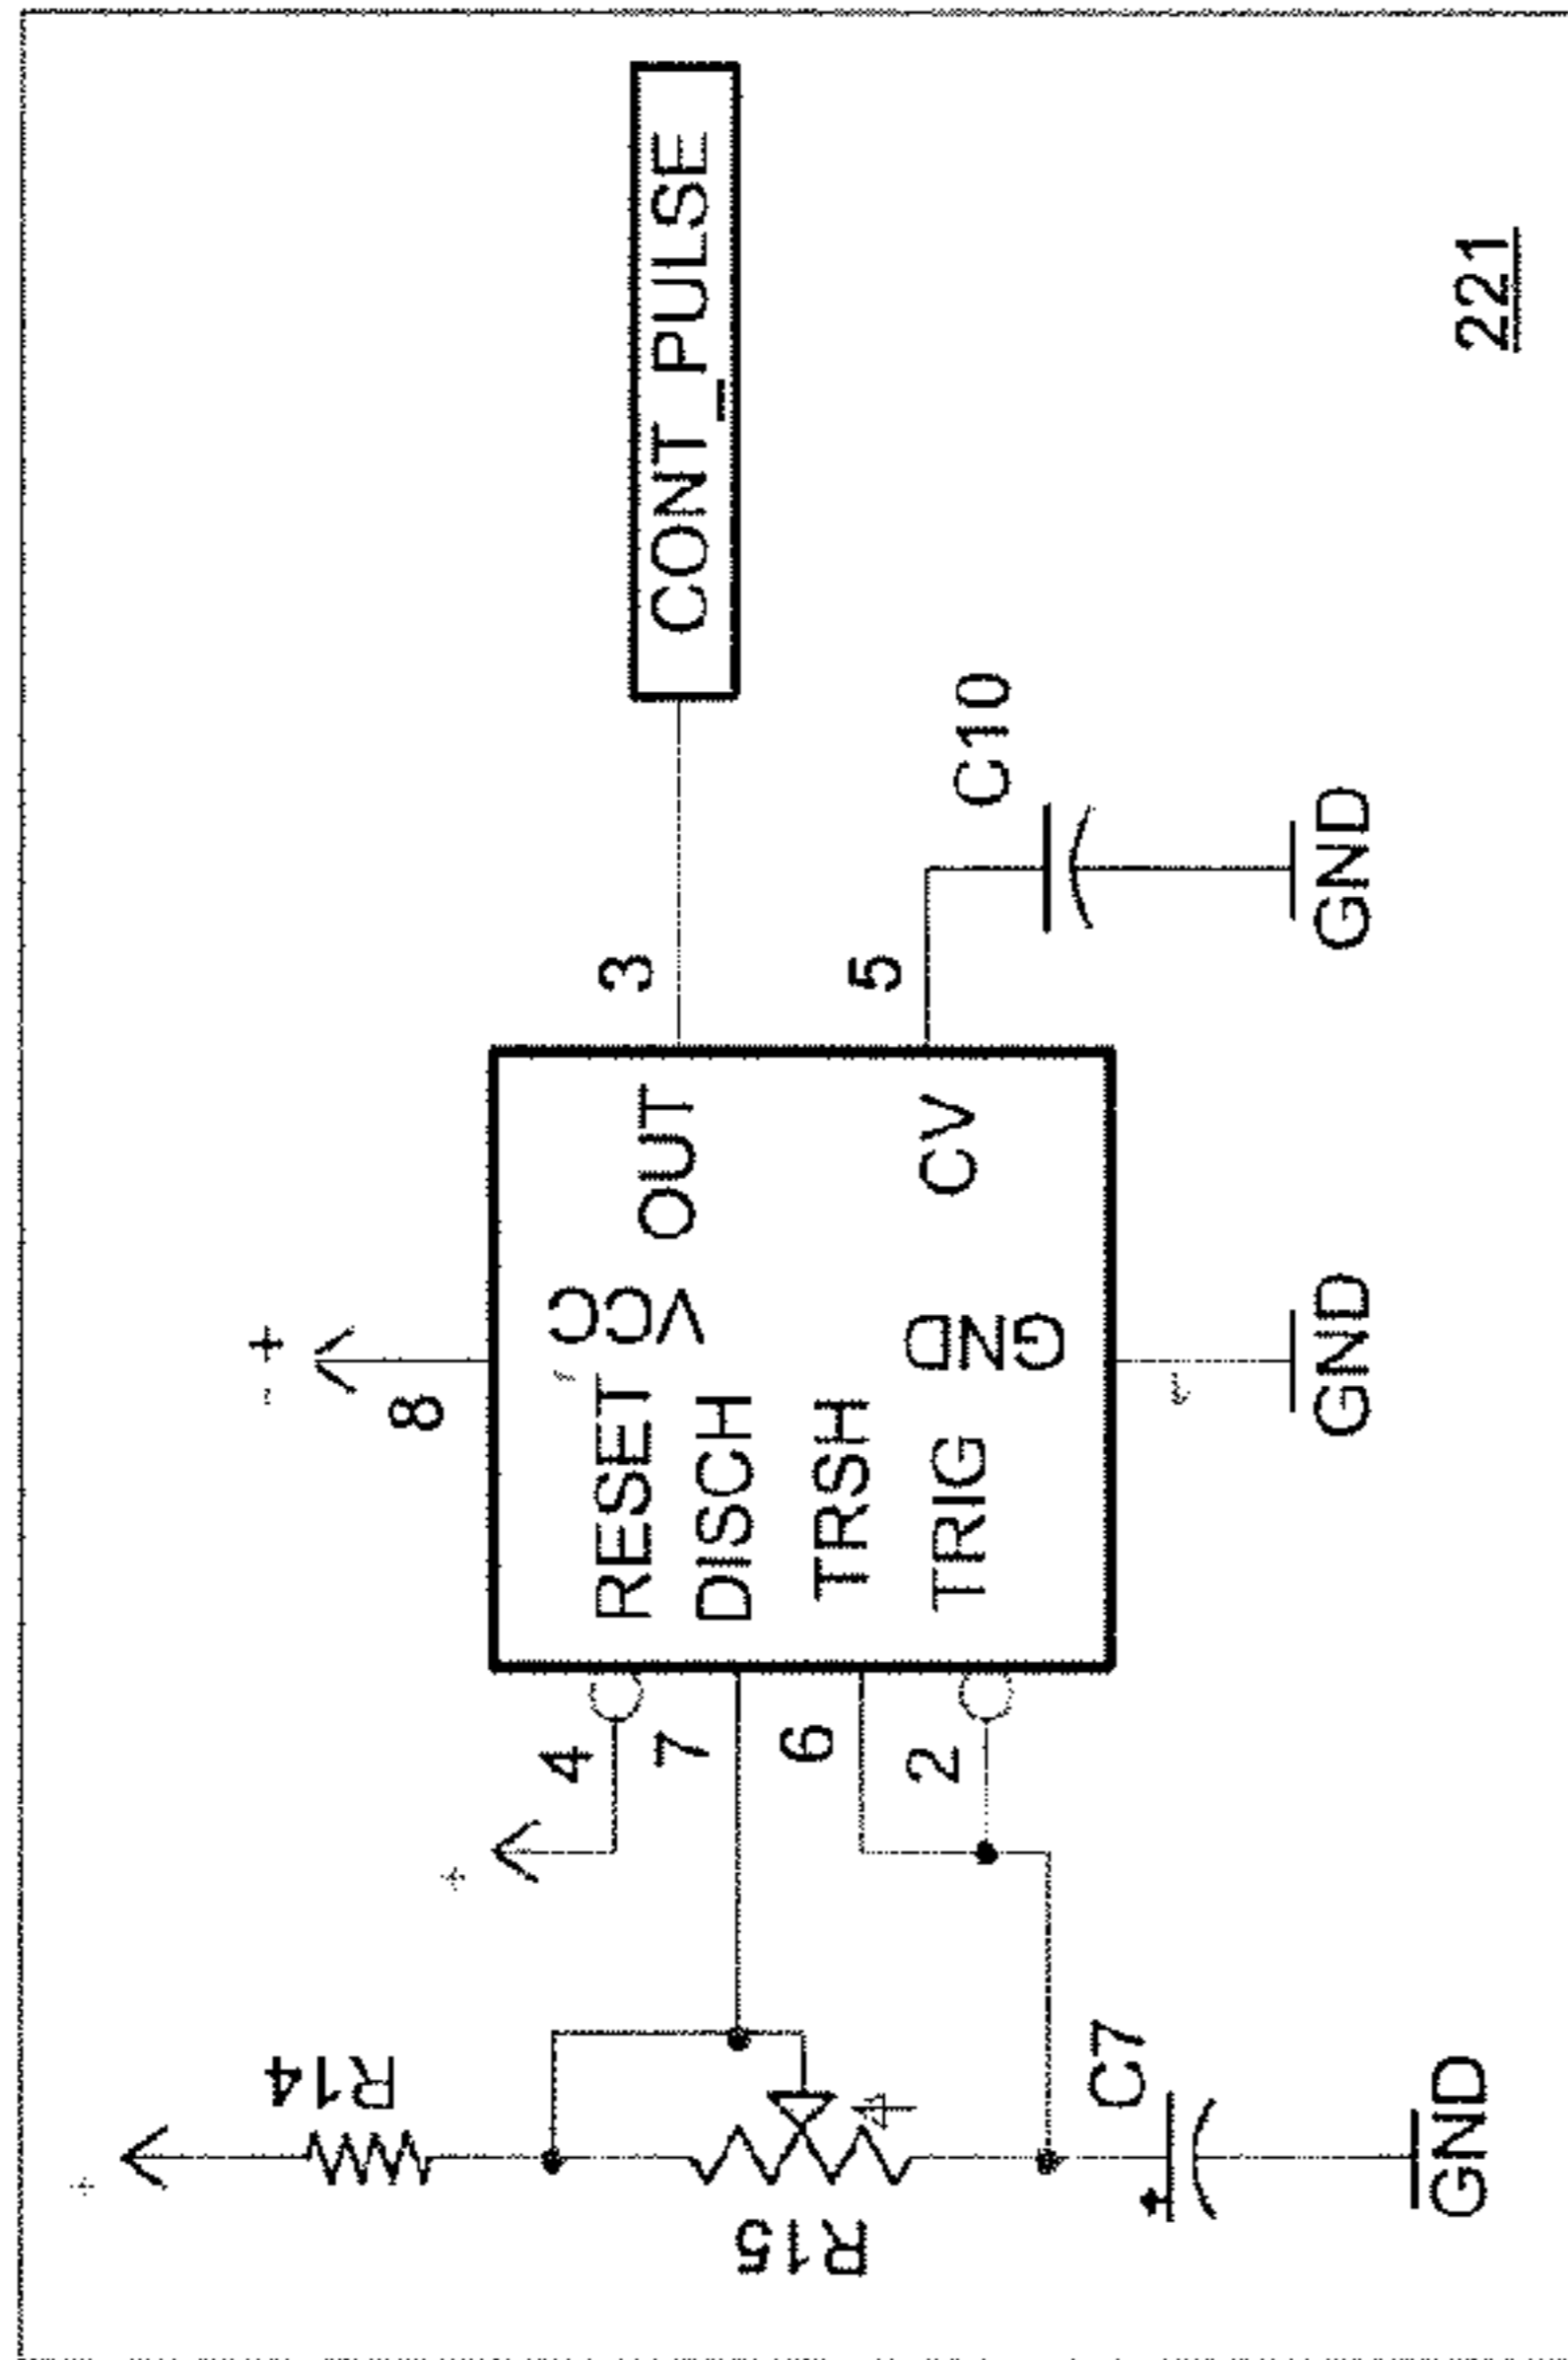 +
+
R14
8
+
4
3
VCC
RESET
OUT
CONT_PULSE
7
DISCH
6
R15
TRSH
5
2
CV
TRIG
GND
C10
C7
GND
GND
GND
221